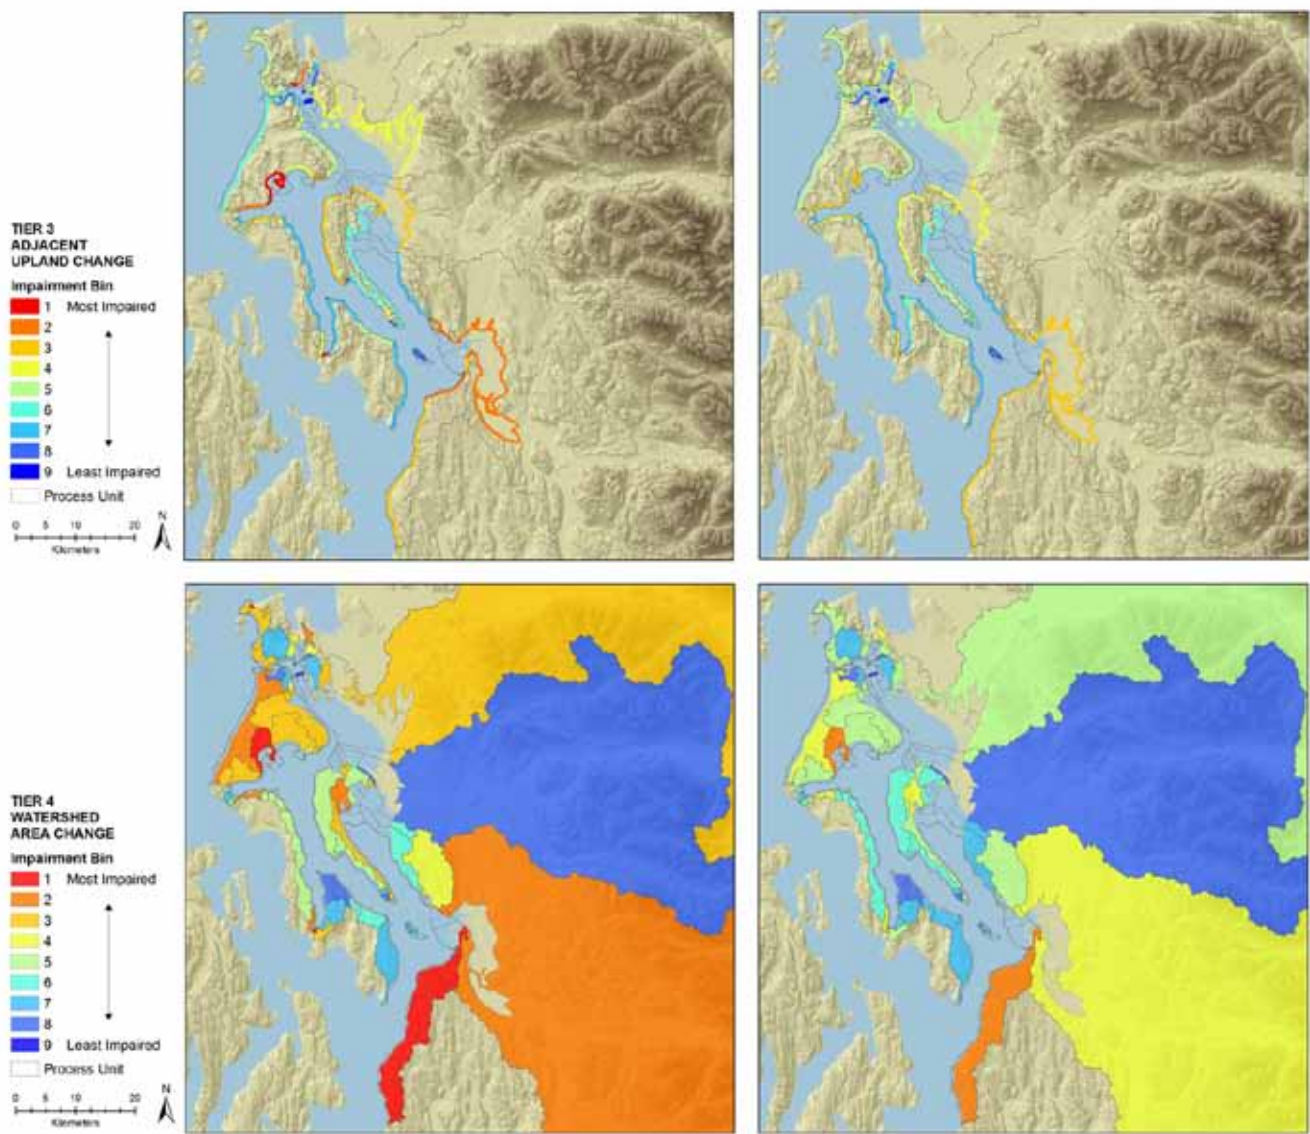 TIER 3
ADJACENT
UPLAND CHANGE
Impairment Bin
1 Most Impaired
2
3
4
5
6
7
8
9 Least Impaired
Process Unit
N
0 5 10 20
Kilometers
TIER 4
WATERSHED
AREA CHANGE
Impairment Bin
1 Most Impaired
2
3
4
5
6
7
8
9 Least Impaired
Process Unit
N
0 5 10 20
Kilometers